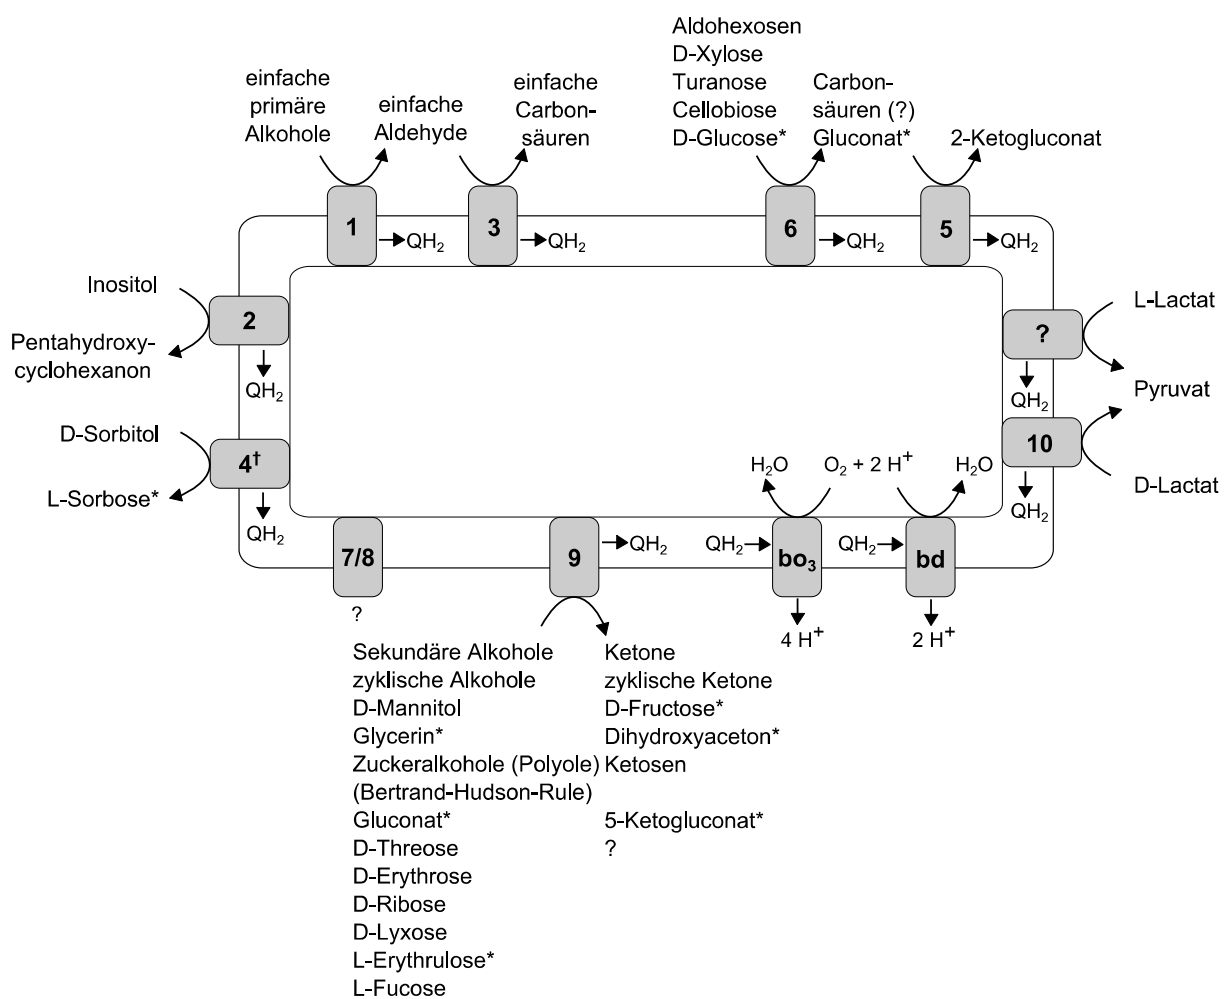 einfache
primäre
Alkohole
einfache
Aldehyde
einfache
Carbon-
säuren
Aldohexosen
D-Xylose
Turanose
Cellobiose
D-Glucose*
Carbon-
säuren (?)
Gluconat*
2-Ketogluconat
1
QH2
3
QH2
6
QH2
5
QH2
Inositol
2
Pentahydroxy-
cyclohexanon
QH2
L-Lactat
?
QH2
Pyruvat
D-Sorbitol
4†
L-Sorbose*
QH2
10
D-Lactat
QH2
H2O
O2 + 2 H+
H2O
7/8
?
9
QH2
QH2
bo3
4 H+
QH2
bd
2 H+
Sekundäre Alkohole
zyklische Alkohole
D-Mannitol
Glycerin*
Zuckeralkohole (Polyole)
(Bertrand-Hudson-Rule)
Gluconat*
D-Threose
D-Erythrose
D-Ribose
D-Lyxose
L-Erythrulose*
L-Fucose
Ketone
zyklische Ketone
D-Fructose*
Dihydroxyaceton*
Ketosen
5-Ketogluconat*
?